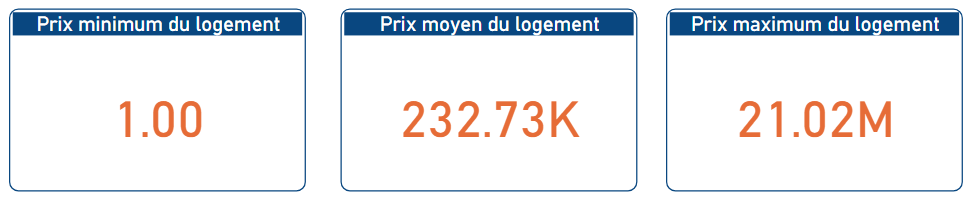 Prix minimum du logement
1.00
Prix moyen du logement
232.73K
Prix maximum du logement
21.02M